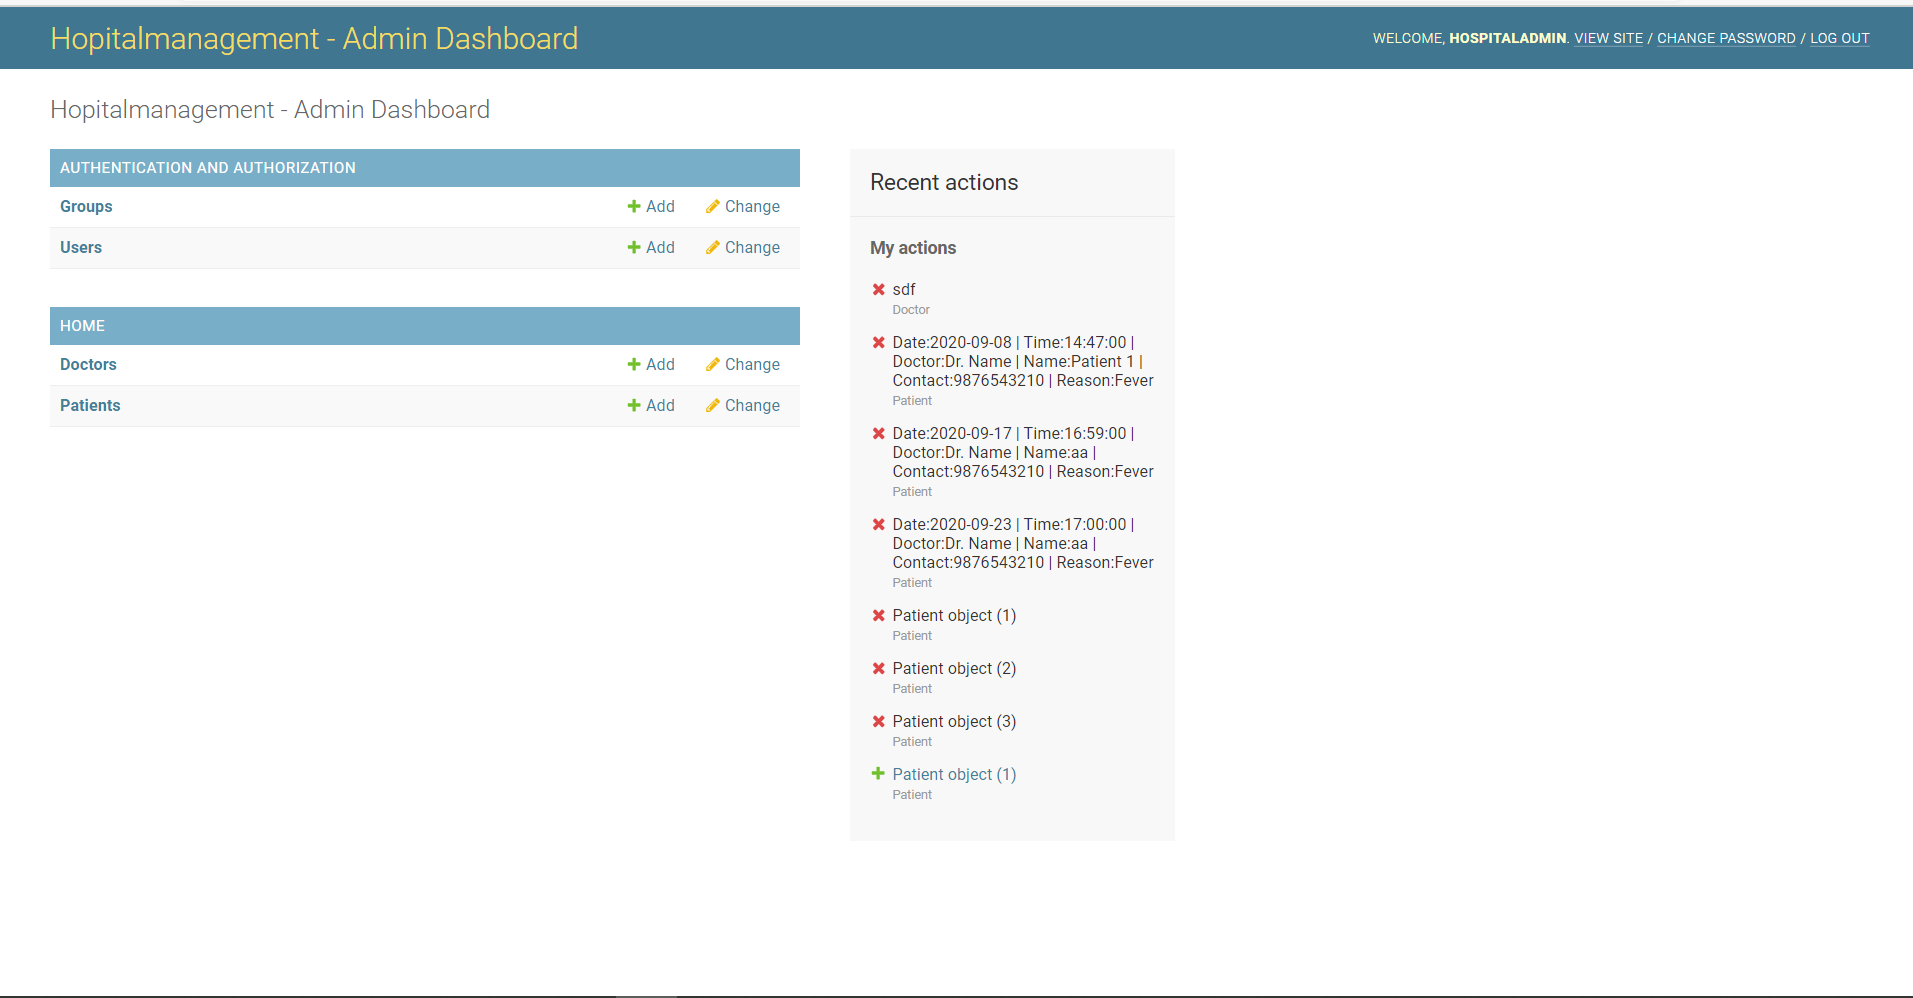 Hopitalmanagement - Admin Dashboard
WELCOME, HOSPITALADMIN. VIEW SITE / CHANGE PASSWORD / LOG OUT
Hopitalmanagement - Admin Dashboard
AUTHENTICATION AND AUTHORIZATION
Groups Add Change
Users Add Change
HOME
Doctors Add Change
Patients Add Change
Recent actions
My actions
sdf
Doctor
Date:2020-09-08 | Time:14:47:00 |
Doctor:Dr. Name | Name:Patient 1 |
Contact:9876543210 | Reason:Fever
Patient
Date:2020-09-17 | Time:16:59:00 |
Doctor:Dr. Name | Name:aa |
Contact:9876543210 | Reason:Fever
Patient
Date:2020-09-23 | Time:17:00:00 |
Doctor:Dr. Name | Name:aa |
Contact:9876543210 | Reason:Fever
Patient
Patient object (1)
Patient
Patient object (2)
Patient
Patient object (3)
Patient
Patient object (1)
Patient